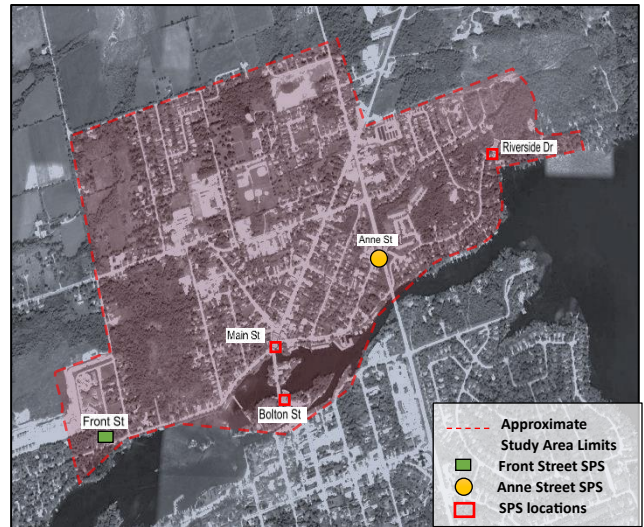 Riverside Dr
Anne St
Main St
Bolton St
Front St
Approximate
Study Area Limits
Front Street SPS
Anne Street SPS
SPS locations